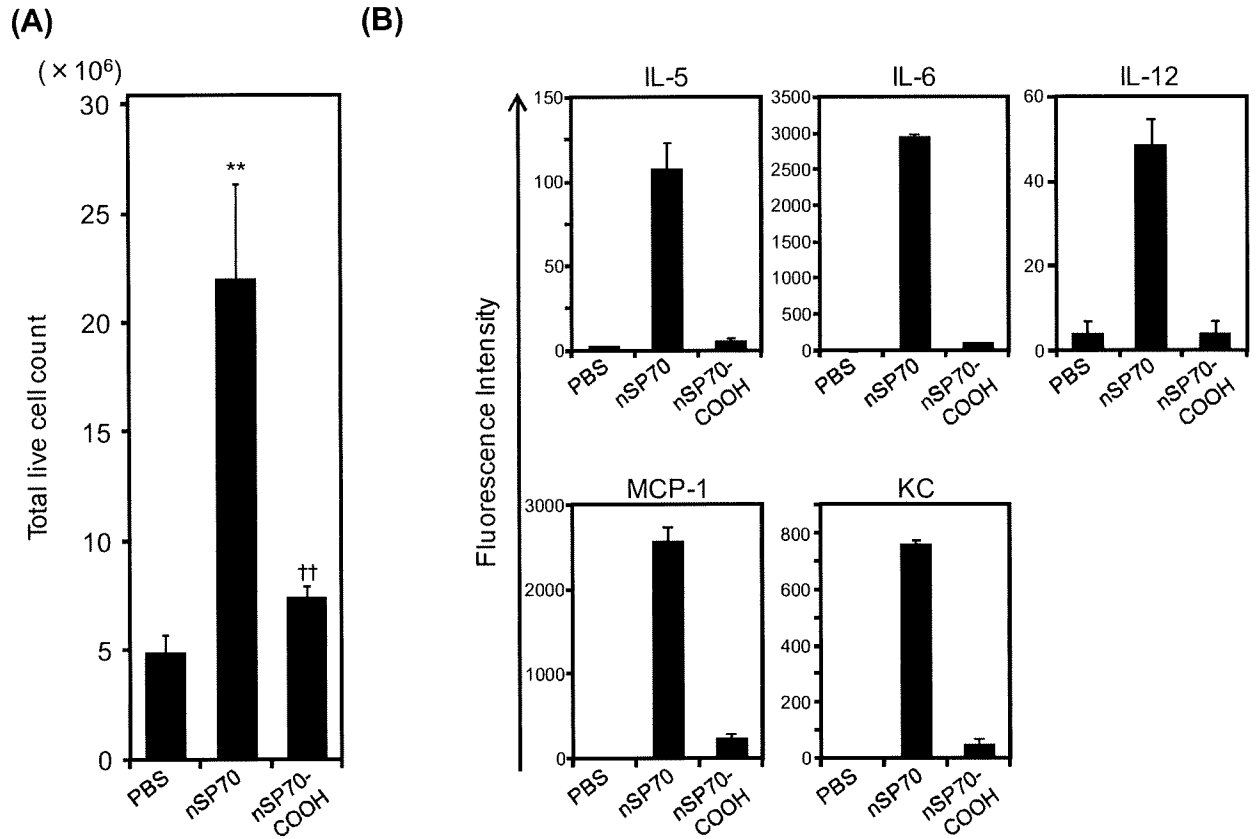 (A)
(×10⁶)
Total live cell count
30
25
20
15
10
5
0
**
††
PBS
nSP70
nSP70-
COOH
(B)
Fluorescence Intensity
IL-5
150
100
50
0
PBS
nSP70
nSP70-
COOH
IL-6
3500
3000
2500
2000
1500
1000
500
0
PBS
nSP70
nSP70-
COOH
IL-12
60
40
20
0
PBS
nSP70
nSP70-
COOH
MCP-1
3000
2000
1000
0
PBS
nSP70
nSP70-
COOH
KC
800
600
400
200
0
PBS
nSP70
nSP70-
COOH